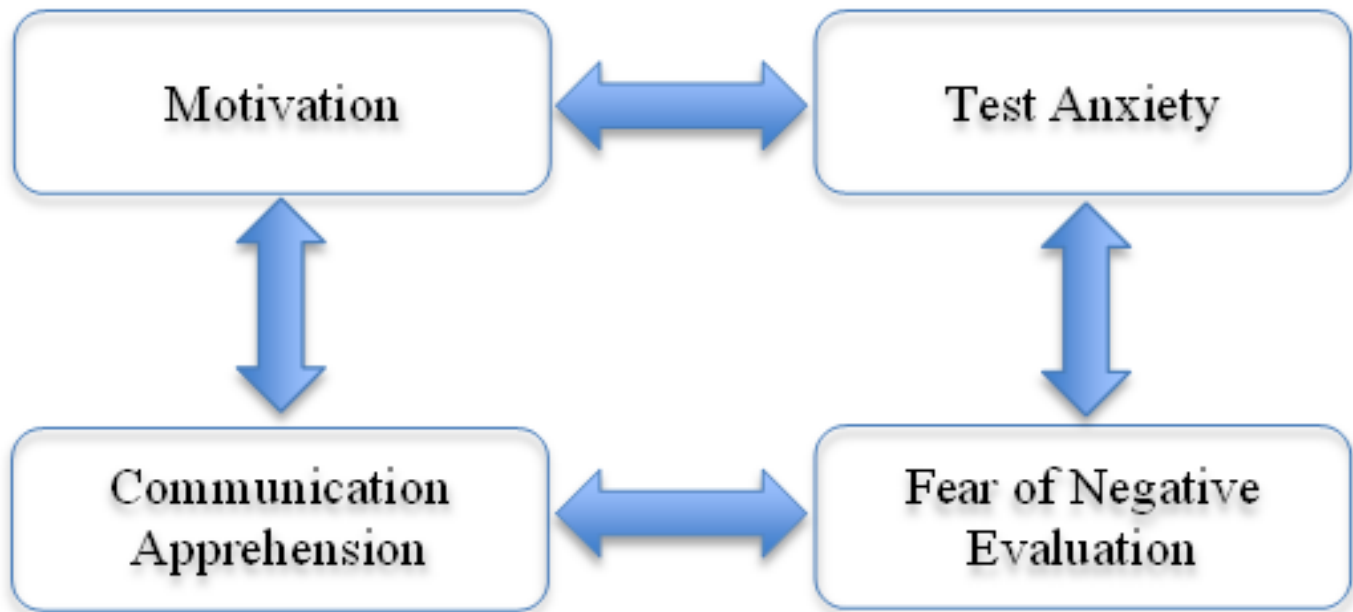 Motivation
Test Anxiety
Communication
Apprehension
Fear of Negative
Evaluation